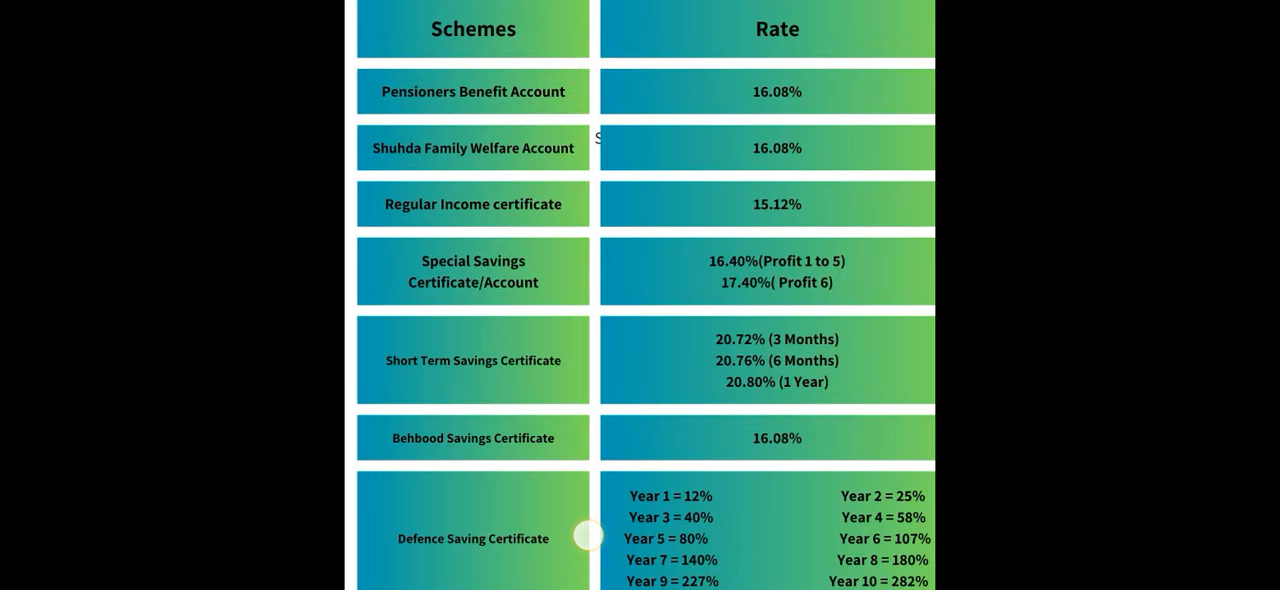 Schemes
Rate
Pensioners Benefit Account
16.08%
Shuhda Family Welfare Account
16.08%
Regular Income certificate
15.12%
Special Savings
Certificate/Account
16.40%(Profit 1 to 5)
17.40%( Profit 6)
Short Term Savings Certificate
20.72% (3 Months)
20.76% (6 Months)
20.80% (1 Year)
Behbood Savings Certificate
16.08%
Defence Saving Certificate
Year 1 = 12% Year 2 = 25%
Year 3 = 40% Year 4 = 58%
Year 5 = 80% Year 6 = 107%
Year 7 = 140% Year 8 = 180%
Year 9 = 227% Year 10 = 282%